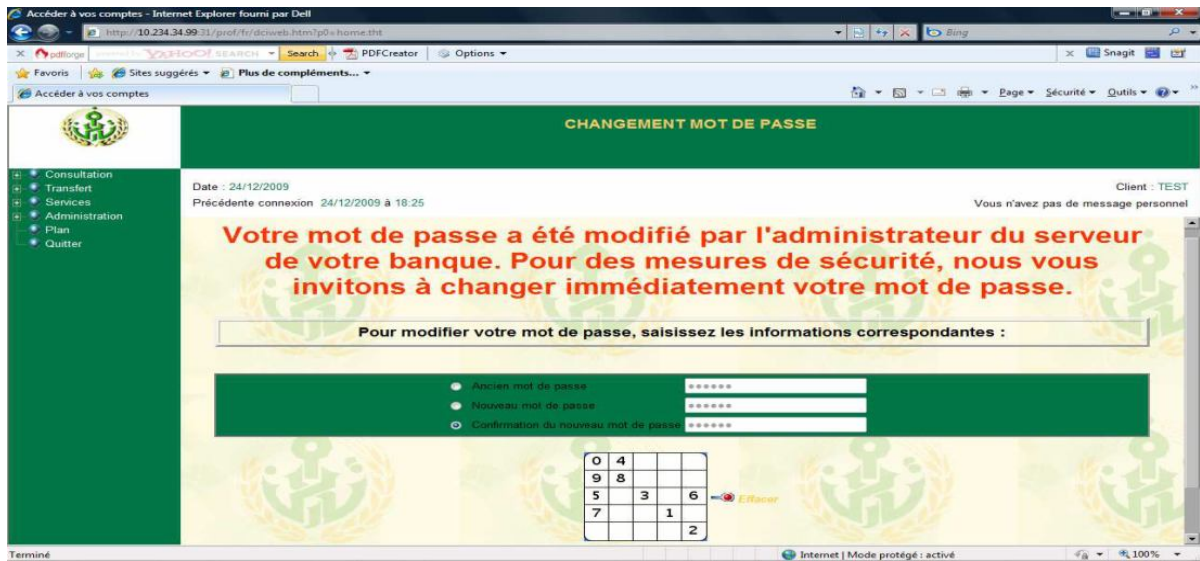 Accéder à vos comptes - Internet Explorer fourni par Dell
http://10.234.34.99:31/prof/fr/dciweb.htm?p0=home.tht
Bing
pdfforge YAHOO! SEARCH Search PDFCreator Options Snagit
Favoris Sites suggérés Plus de compléments...
Accéder à vos comptes Page Sécurité Outils
CHANGEMENT MOT DE PASSE
Consultation
Transfert
Services
Administration
Plan
Quitter
Date : 24/12/2009 Client : TEST
Précédente connexion 24/12/2009 à 18:25 Vous n'avez pas de message personnel
Votre mot de passe a été modifié par l'administrateur du serveur
de votre banque. Pour des mesures de sécurité, nous vous
invitons à changer immédiatement votre mot de passe.
Pour modifier votre mot de passe, saisissez les informations correspondantes :
Ancien mot de passe
Nouveau mot de passe
Confirmation du nouveau mot de passe
0 4
9 8
5 3 6 Effacer
7 1
2
Terminé Internet | Mode protégé : activé 100%